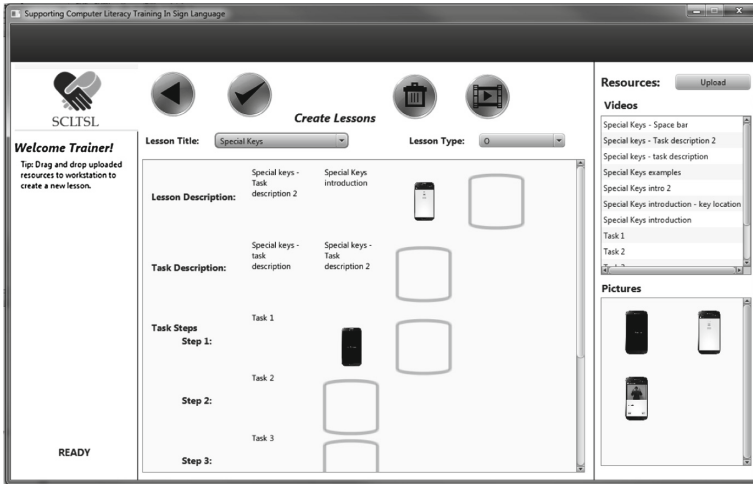 Supporting Computer Literacy Training In Sign Language
SCLTSL
Welcome Trainer!
Tip: Drag and drop uploaded
resources to workstation to
create a new lesson.
READY
Create Lessons
Lesson Title:
Special Keys
Lesson Type:
O
Lesson Description:
Special keys -
Task
description 2
Special Keys
introduction
Task Description:
Special keys -
task
description
Special keys -
Task
description 2
Task Steps
Step 1:
Task 1
Step 2:
Task 2
Step 3:
Task 3
Resources:
Upload
Videos
Special Keys - Space bar
Special keys - Task description 2
Special keys - task description
Special Keys examples
Special Keys intro 2
Special Keys introduction - key location
Special Keys introduction
Task 1
Task 2
Pictures